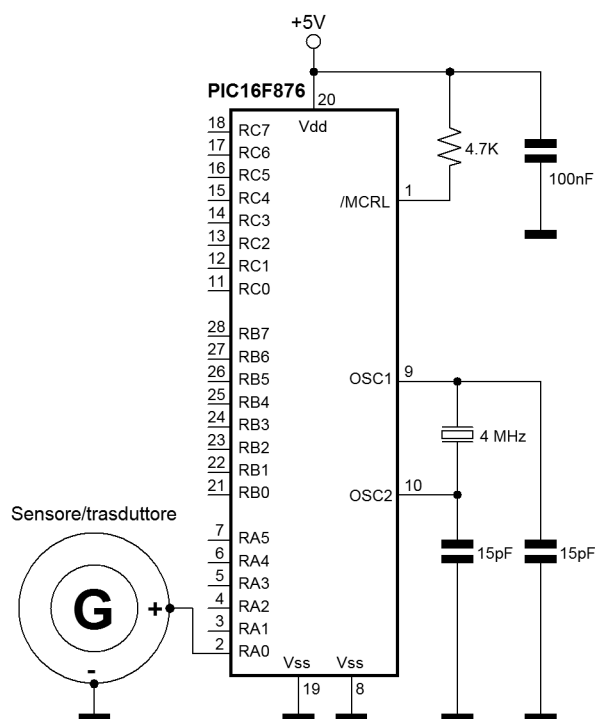 +5V
PIC16F876
20
Vdd
18 RC7
17 RC6
16 RC5
15 RC4
14 RC3
13 RC2
12 RC1
11 RC0
4.7K
100nF
/MCRL 1
28 RB7
27 RB6
26 RB5
25 RB4
24 RB3
23 RB2
22 RB1
21 RB0
OSC1 9
4 MHz
OSC2 10
15pF
15pF
Sensore/trasduttore
G
+
-
7 RA5
6 RA4
5 RA3
4 RA2
3 RA1
2 RA0
Vss
Vss
19
8